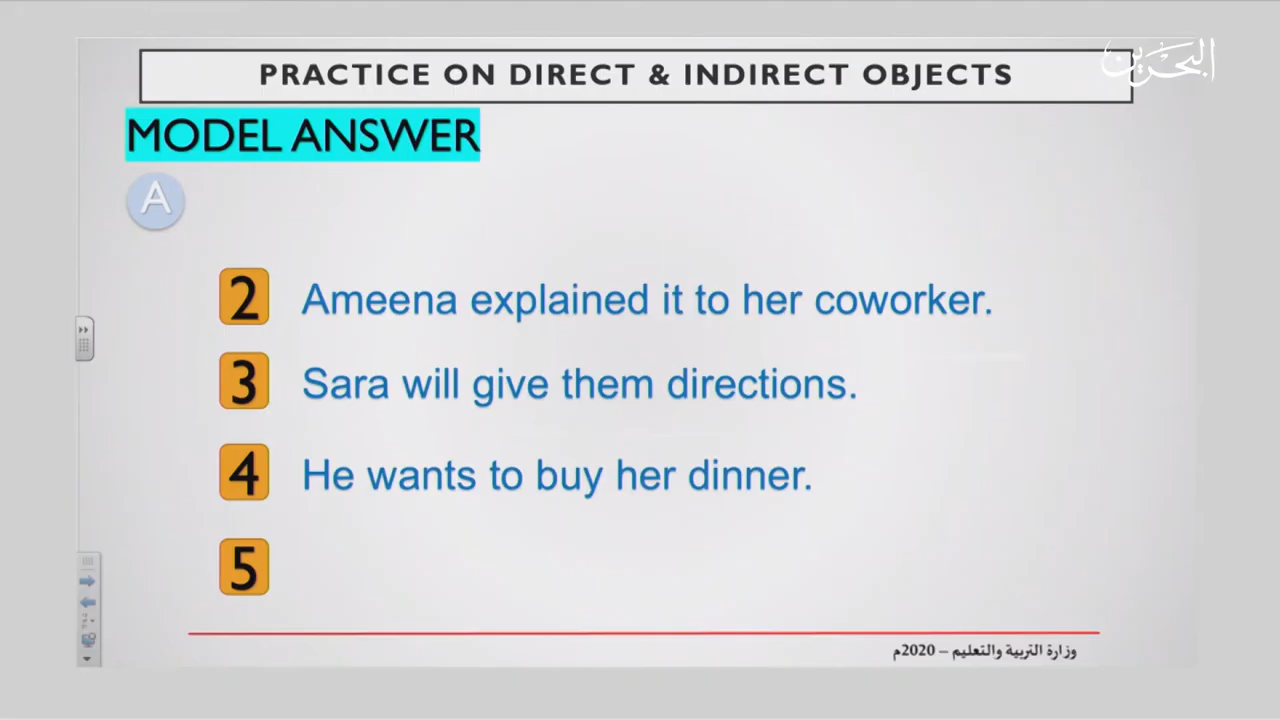 PRACTICE ON DIRECT & INDIRECT OBJECTS
البحرين
MODEL ANSWER
A
2 Ameena explained it to her coworker.
3 Sara will give them directions.
4 He wants to buy her dinner.
5
وزارة التربية والتعليم – 2020م